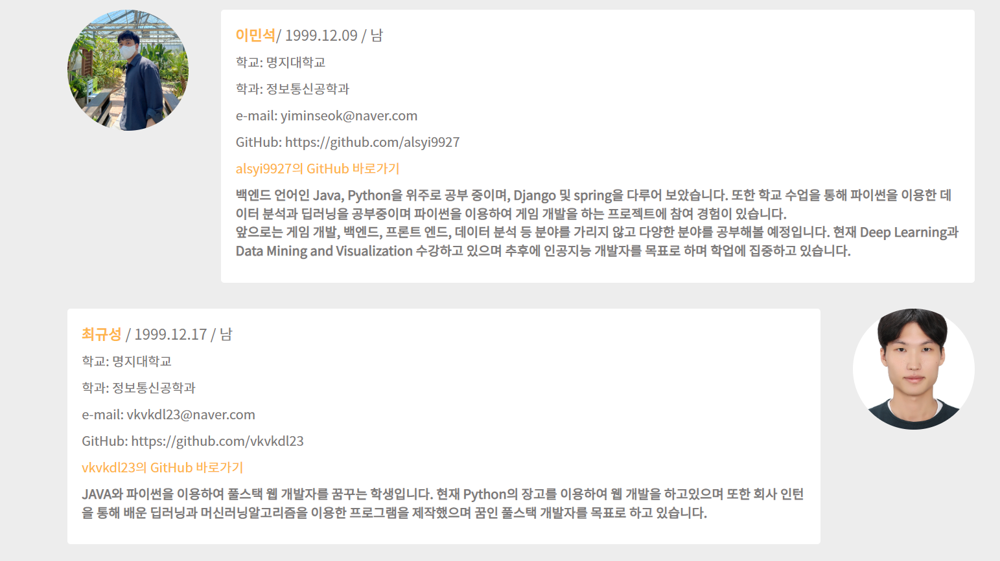 이민석/ 1999.12.09 / 남
학교: 명지대학교
학과: 정보통신공학과
e-mail: yiminseok@naver.com
GitHub: https://github.com/alsyi9927
alsyi9927의 GitHub 바로가기
백엔드 언어인 Java, Python을 위주로 공부 중이며, Django 및 spring을 다루어 보았습니다. 또한 학교 수업을 통해 파이썬을 이용한 데
이터 분석과 딥러닝을 공부중이며 파이썬을 이용하여 게임 개발을 하는 프로젝트에 참여 경험이 있습니다.
앞으로는 게임 개발, 백엔드, 프론트 엔드, 데이터 분석 등 분야를 가리지 않고 다양한 분야를 공부해볼 예정입니다. 현재 Deep Learning과
Data Mining and Visualization 수강하고 있으며 추후에 인공지능 개발자를 목표로 하며 학업에 집중하고 있습니다.
최규성 / 1999.12.17 / 남
학교: 명지대학교
학과: 정보통신공학과
e-mail: vkvkdl23@naver.com
GitHub: https://github.com/vkvkdl23
vkvkdl23의 GitHub 바로가기
JAVA와 파이썬을 이용하여 풀스택 웹 개발자를 꿈꾸는 학생입니다. 현재 Python의 장고를 이용하여 웹 개발을 하고있으며 또한 회사 인턴
을 통해 배운 딥러닝과 머신러닝알고리즘을 이용한 프로그램을 제작했으며 꿈인 풀스택 개발자를 목표로 하고 있습니다.